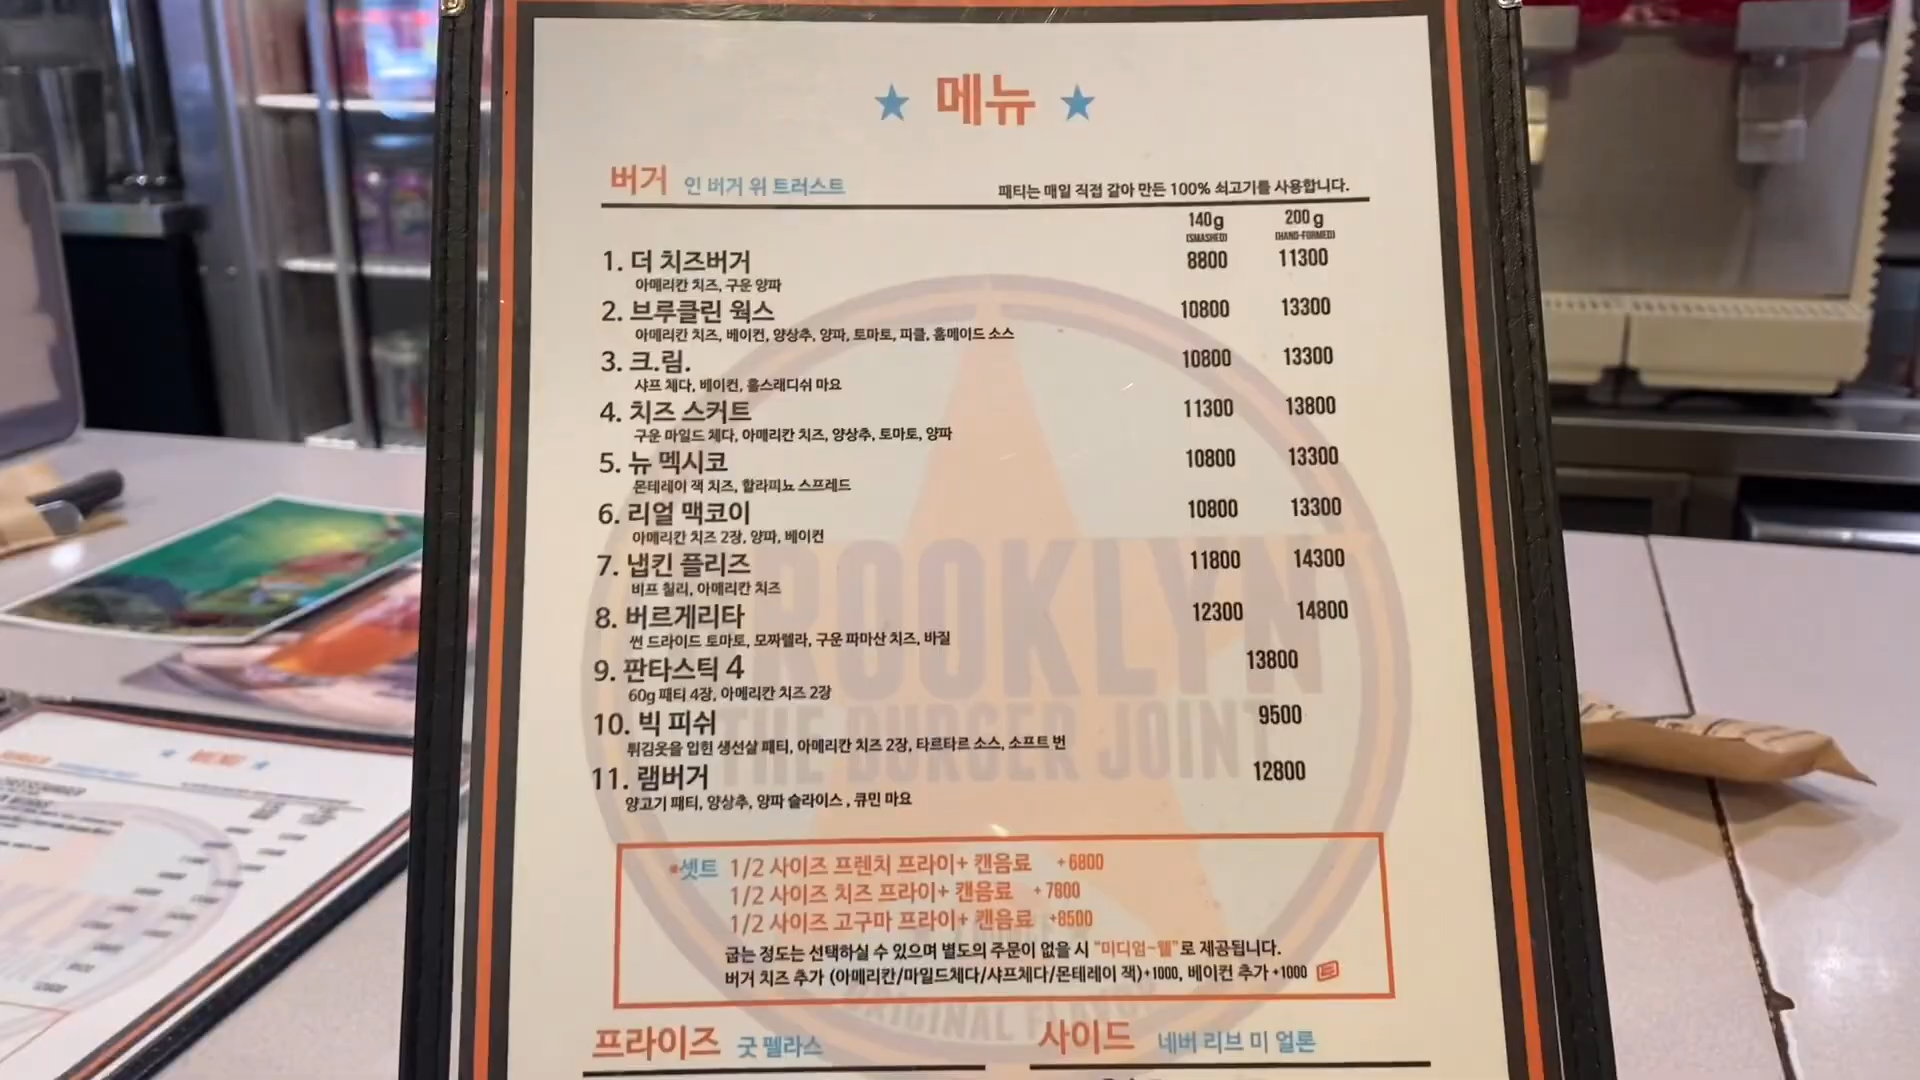 메뉴
버거 인 버거 위 트러스트 패티는 매일 직접 갈아 만든 100% 쇠고기를 사용합니다.
140g 200g
(SMASHED) (HAND-FORMED)
1. 더 치즈버거 8800 11300
아메리칸 치즈, 구운 양파
2. 브루클린 웍스 10800 13300
아메리칸 치즈, 베이컨, 양상추, 양파, 토마토, 피클, 홈메이드 소스
3. 크.림. 10800 13300
샤프 체다, 베이컨, 홀스래디쉬 마요
4. 치즈 스커트 11300 13800
구운 마일드 체다, 아메리칸 치즈, 양상추, 토마토, 양파
5. 뉴 멕시코 10800 13300
몬테레이 잭 치즈, 할라피뇨 스프레드
6. 리얼 맥코이 10800 13300
아메리칸 치즈 2장, 양파, 베이컨
7. 냅킨 플리즈 11800 14300
비프 칠리, 아메리칸 치즈
8. 버르게리타 12300 14800
썬 드라이드 토마토, 모짜렐라, 구운 파마산 치즈, 바질
9. 판타스틱 4 13800
60g 패티 4장, 아메리칸 치즈 2장
10. 빅 피쉬 9500
튀김옷을 입힌 생선살 패티, 아메리칸 치즈 2장, 타르타르 소스, 소프트 번
11. 램버거 12800
양고기 패티, 양상추, 양파 슬라이스, 큐민 마요
BROOKLYN
THE BURGER JOINT
•셋트 1/2 사이즈 프렌치 프라이+ 캔음료 +6800
1/2 사이즈 치즈 프라이+ 캔음료 +7800
1/2 사이즈 고구마 프라이+ 캔음료 +8500
굽는 정도는 선택하실 수 있으며 별도의 주문이 없을 시 "미디엄~웰"로 제공됩니다.
버거 치즈 추가 (아메리칸/마일드체다/샤프체다/몬테레이 잭)+1000, 베이컨 추가 +1000
ORIGINAL
프라이즈 굿 펠라스 사이드 네버 리브 미 얼론
MENU